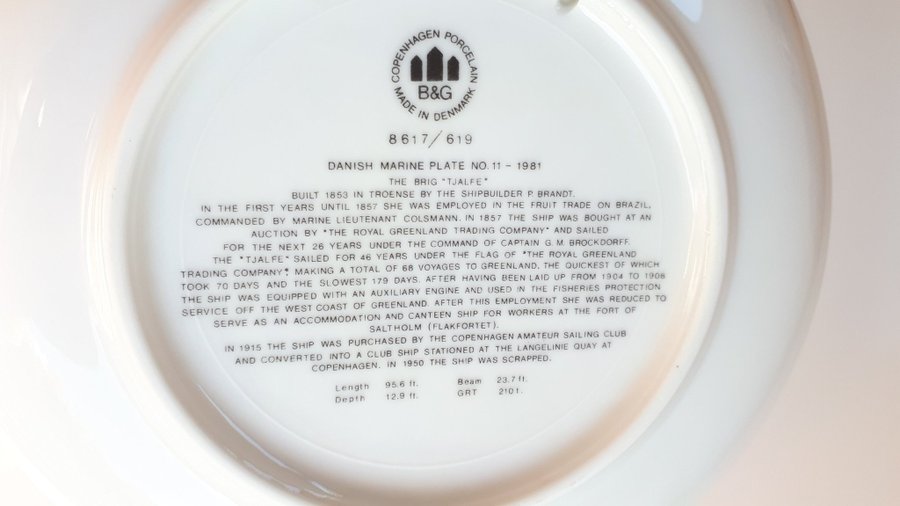 COPENHAGEN PORCELAIN
B&G
MADE IN DENMARK
8617/619
DANISH MARINE PLATE NO. 11 - 1981
THE BRIG "TJALFE"
BUILT 1853 IN TROENSE BY THE SHIPBUILDER P. BRANDT.
IN THE FIRST YEARS UNTIL 1857 SHE WAS EMPLOYED IN THE FRUIT TRADE ON BRAZIL,
COMMANDED BY MARINE LIEUTENANT COLSMANN. IN 1857 THE SHIP WAS BOUGHT AT AN
AUCTION BY "THE ROYAL GREENLAND TRADING COMPANY" AND SAILED
FOR THE NEXT 26 YEARS UNDER THE COMMAND OF CAPTAIN G. M. BROCKDORFF.
THE "TJALFE" SAILED FOR 46 YEARS UNDER THE FLAG OF "THE ROYAL GREENLAND
TRADING COMPANY", MAKING A TOTAL OF 68 VOYAGES TO GREENLAND, THE QUICKEST OF WHICH
TOOK 70 DAYS AND THE SLOWEST 179 DAYS. AFTER HAVING BEEN LAID UP FROM 1904 TO 1908
THE SHIP WAS EQUIPPED WITH AN AUXILIARY ENGINE AND USED IN THE FISHERIES PROTECTION
SERVICE OFF THE WEST COAST OF GREENLAND. AFTER THIS EMPLOYMENT SHE WAS REDUCED TO
SERVE AS AN ACCOMMODATION AND CANTEEN SHIP FOR WORKERS AT THE FORT OF
SALTHOLM (FLAKFORTET).
IN 1915 THE SHIP WAS PURCHASED BY THE COPENHAGEN AMATEUR SAILING CLUB
AND CONVERTED INTO A CLUB SHIP STATIONED AT THE LANGELINIE QUAY AT
COPENHAGEN. IN 1950 THE SHIP WAS SCRAPPED.
Length 95.6 ft. Beam 23.7 ft.
Depth 12.9 ft. GRT 210 t.